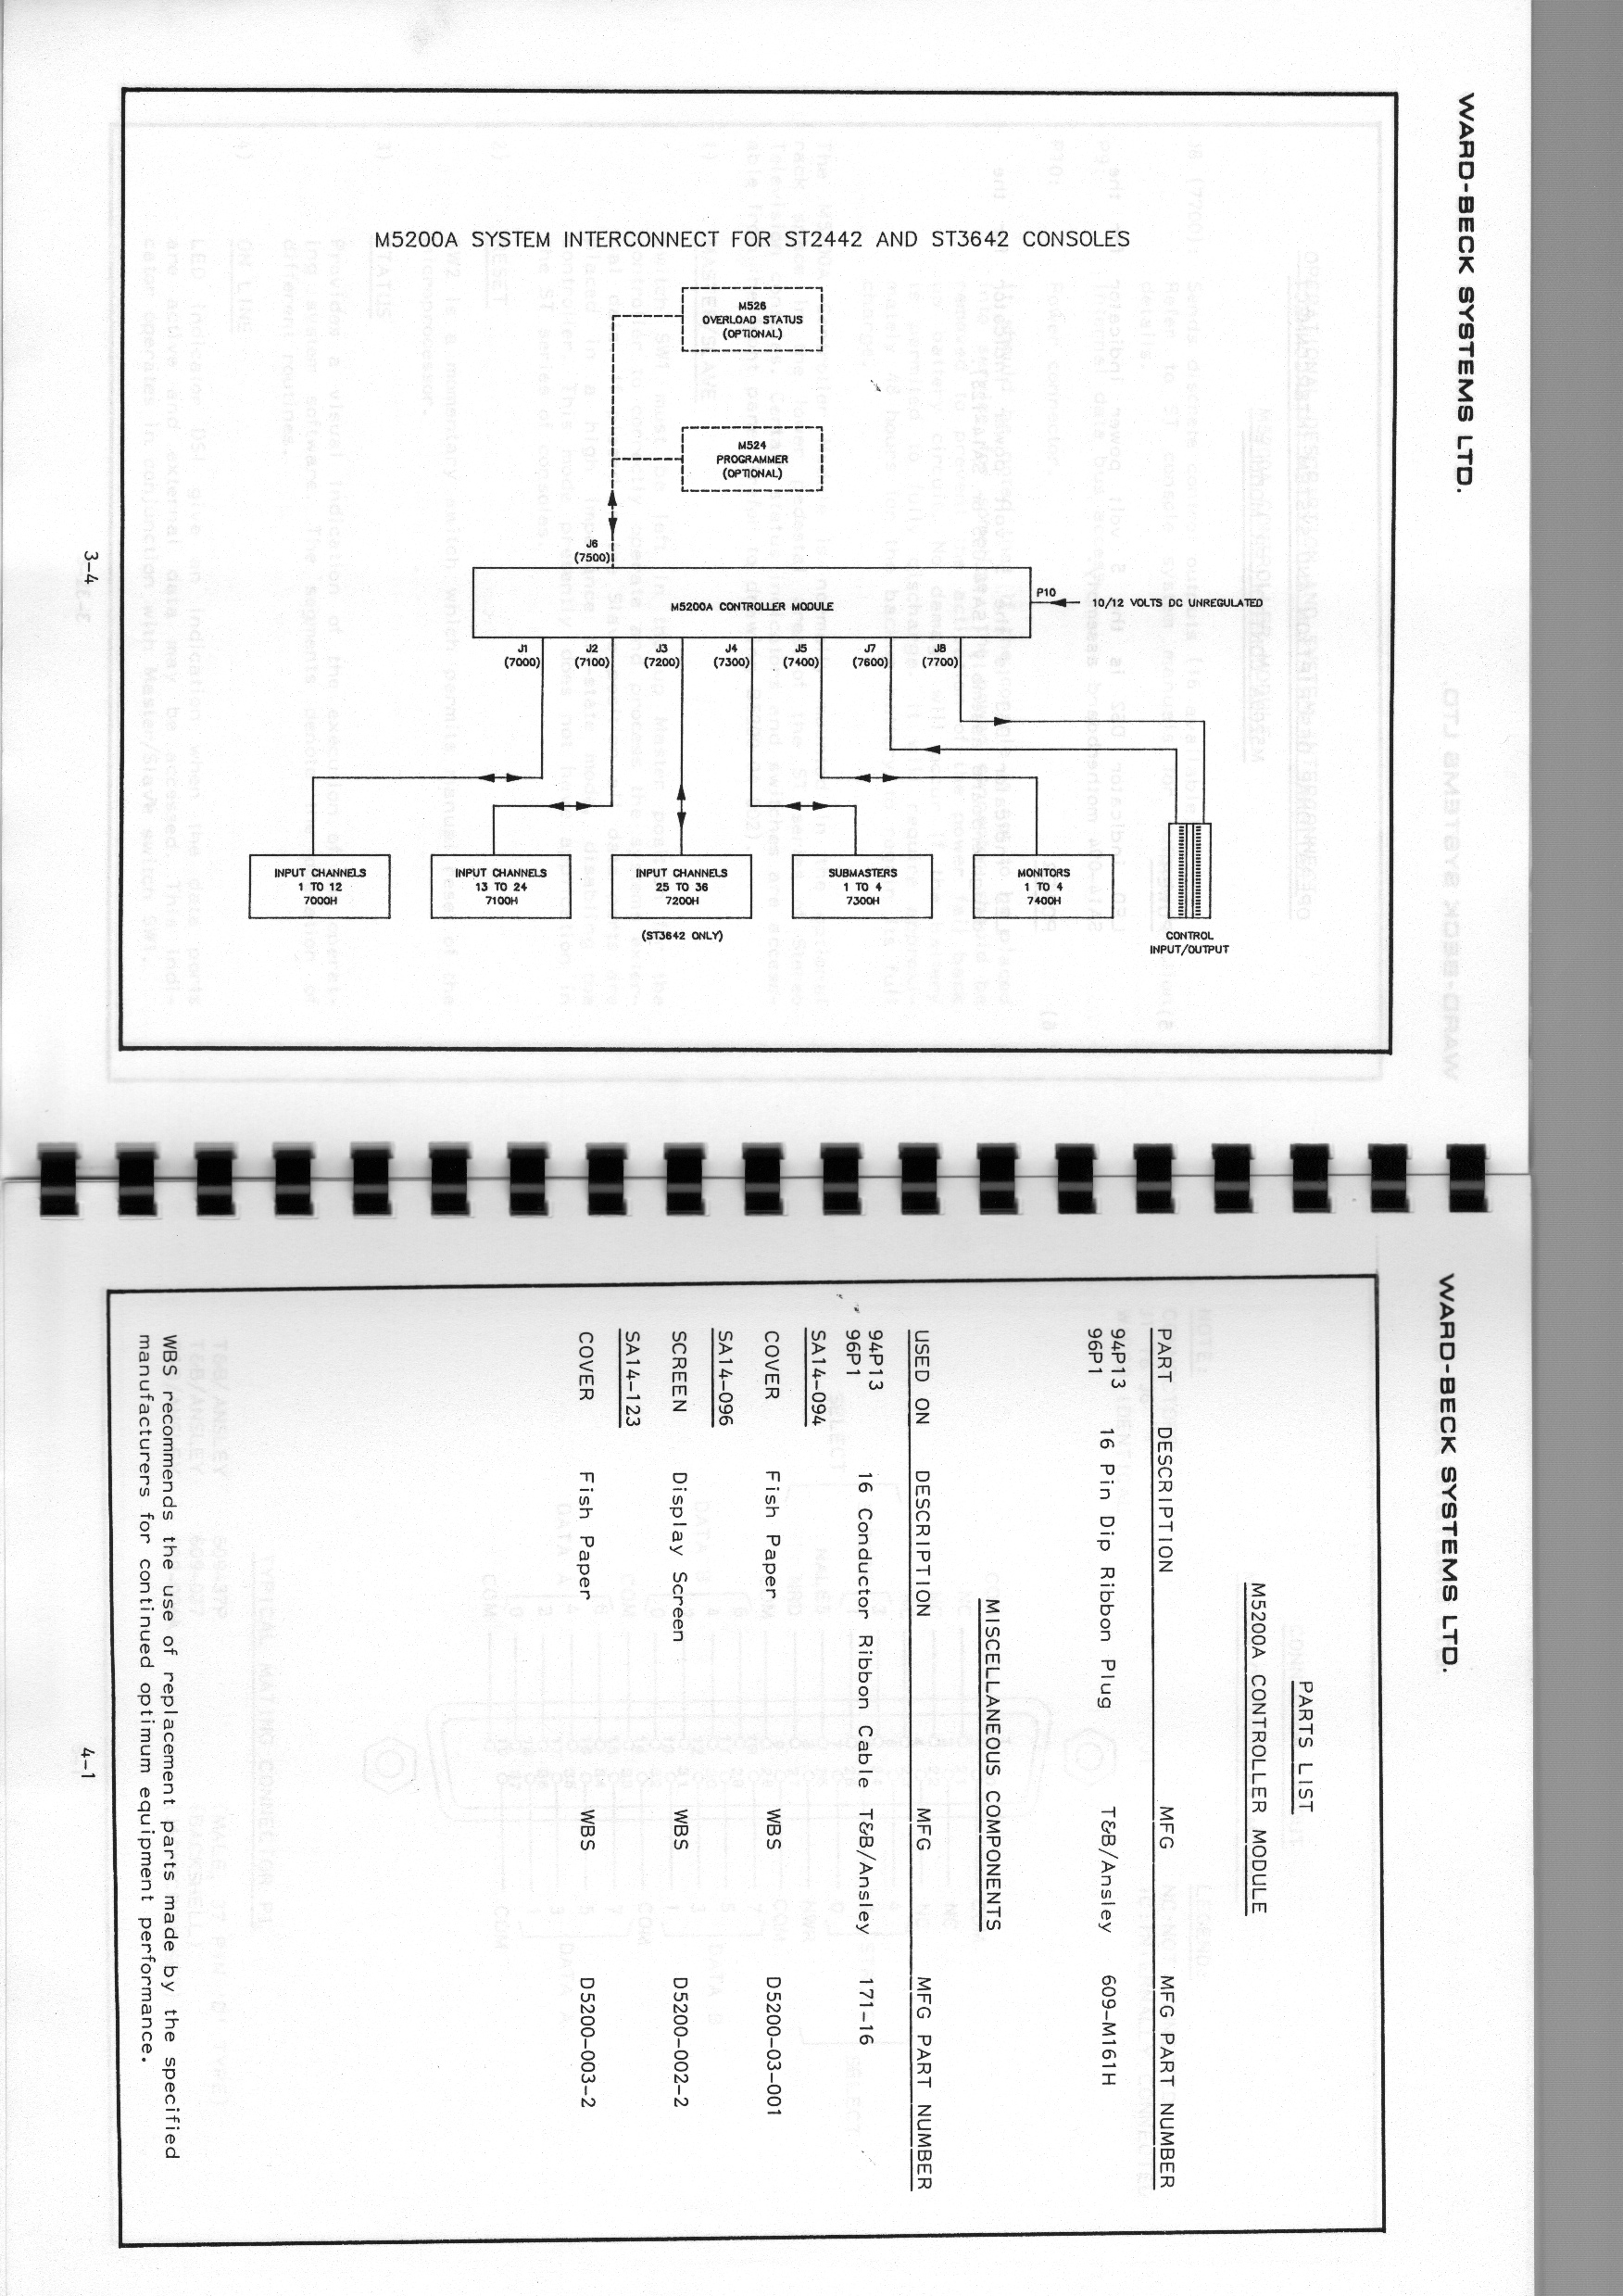 WARD-BECK SYSTEMS LTD.
M5200A SYSTEM INTERCONNECT FOR ST2442 AND ST3642 CONSOLES
M526
OVERLOAD STATUS
(OPTIONAL)
M524
PROGRAMMER
(OPTIONAL)
J6
(7500)
M5200A CONTROLLER MODULE
P10
10/12 VOLTS DC UNREGULATED
J1 J2 J3 J4 J5 J7 J8
(7000) (7100) (7200) (7300) (7400) (7600) (7700)
INPUT CHANNELS
1 TO 12
7000H
INPUT CHANNELS
13 TO 24
7100H
INPUT CHANNELS
25 TO 36
7200H
(ST3642 ONLY)
SUBMASTERS
1 TO 4
7300H
MONITORS
1 TO 4
7400H
CONTROL
INPUT/OUTPUT
3-4
WARD-BECK SYSTEMS LTD.
PARTS LIST
M5200A CONTROLLER MODULE
PART DESCRIPTION MFG MFG PART NUMBER
94P13
96P1 16 Pin Dip Ribbon Plug T&B/Ansley 609-M161H
MISCELLANEOUS COMPONENTS
USED ON DESCRIPTION MFG MFG PART NUMBER
94P13
96P1 16 Conductor Ribbon Cable T&B/Ansley 171-16
SA14-094
COVER Fish Paper WBS D5200-03-001
SA14-096
SCREEN Display Screen WBS D5200-002-2
SA14-123
COVER Fish Paper WBS D5200-003-2
WBS recommends the use of replacement parts made by the specified
manufacturers for continued optimum equipment performance.
4-1